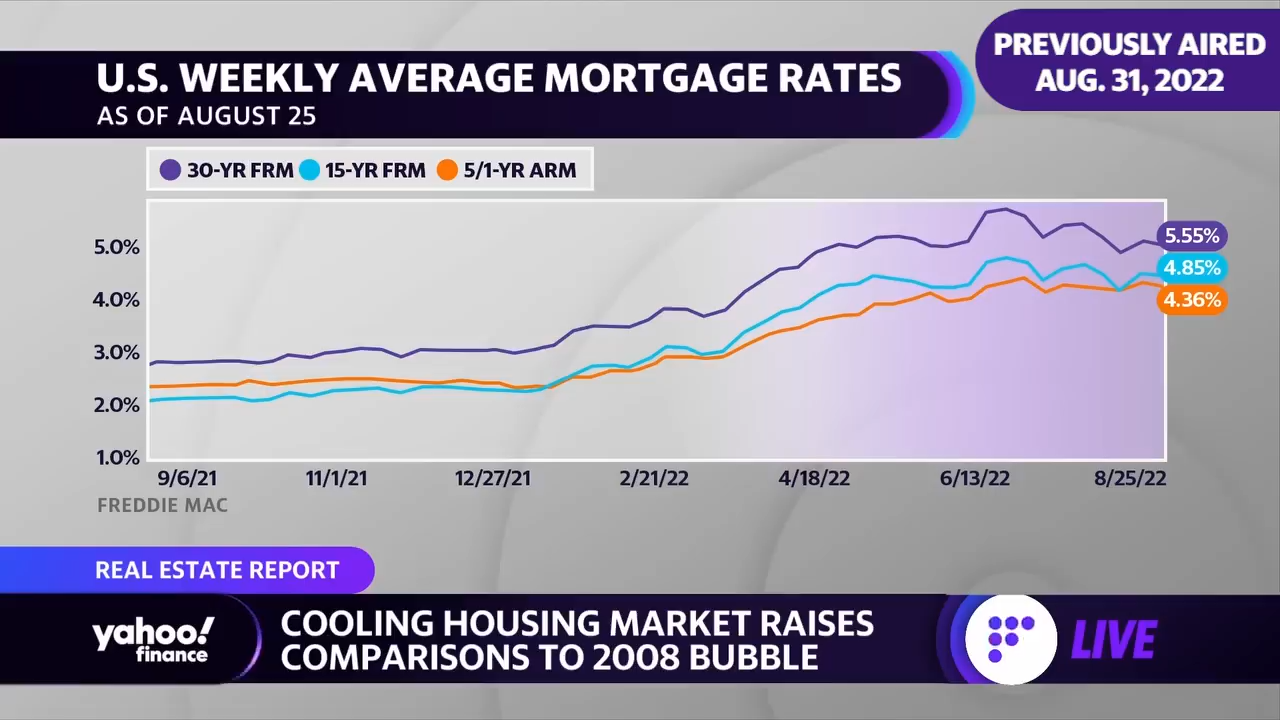 PREVIOUSLY AIRED
AUG. 31, 2022
U.S. WEEKLY AVERAGE MORTGAGE RATES
AS OF AUGUST 25
30-YR FRM 15-YR FRM 5/1-YR ARM
5.0%
4.0%
3.0%
2.0%
1.0%
5.55%
4.85%
4.36%
9/6/21 11/1/21 12/27/21 2/21/22 4/18/22 6/13/22 8/25/22
FREDDIE MAC
REAL ESTATE REPORT
yahoo!
finance
COOLING HOUSING MARKET RAISES
COMPARISONS TO 2008 BUBBLE
LIVE